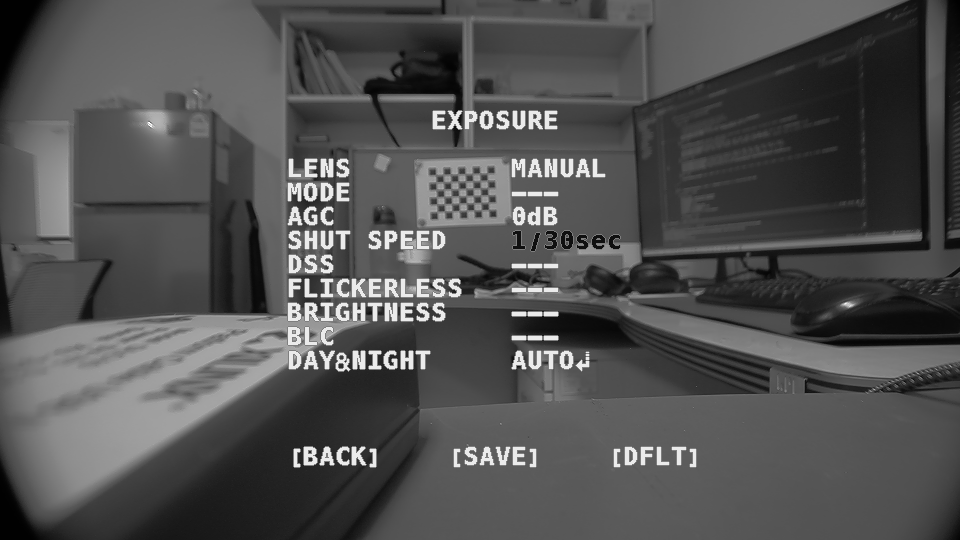 EXPOSURE
LENS MANUAL
MODE ---
AGC 0dB
SHUT SPEED 1/30sec
DSS ---
FLICKERLESS ---
BRIGHTNESS ---
BLC ---
DAY&NIGHT AUTO↲
[BACK] [SAVE] [DFLT]